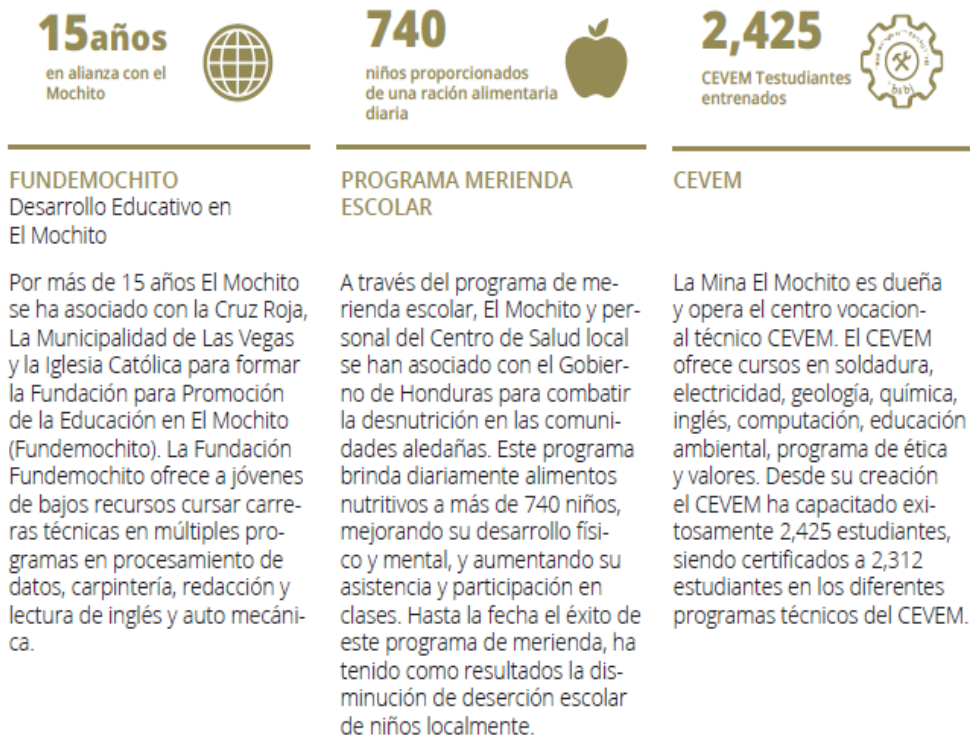 15años
en alianza con el
Mochito
740
niños proporcionados
de una ración alimentaria
diaria
2,425
CEVEM Testudiantes
entrenados
FUNDEMOCHITO
Desarrollo Educativo en
El Mochito
Por más de 15 años El Mochito
se ha asociado con la Cruz Roja,
La Municipalidad de Las Vegas
y la Iglesia Católica para formar
la Fundación para Promoción
de la Educación en El Mochito
(Fundemochito). La Fundación
Fundemochito ofrece a jóvenes
de bajos recursos cursar carre-
ras técnicas en múltiples pro-
gramas en procesamiento de
datos, carpintería, redacción y
lectura de inglés y auto mecáni-
ca.
PROGRAMA MERIENDA
ESCOLAR
A través del programa de me-
rienda escolar, El Mochito y per-
sonal del Centro de Salud local
se han asociado con el Gobier-
no de Honduras para combatir
la desnutrición en las comuni-
dades aledañas. Este programa
brinda diariamente alimentos
nutritivos a más de 740 niños,
mejorando su desarrollo físi-
co y mental, y aumentando su
asistencia y participación en
clases. Hasta la fecha el éxito de
este programa de merienda, ha
tenido como resultados la dis-
minución de deserción escolar
de niños localmente.
CEVEM
La Mina El Mochito es dueña
y opera el centro vocacion-
al técnico CEVEM. El CEVEM
ofrece cursos en soldadura,
electricidad, geología, química,
inglés, computación, educación
ambiental, programa de ética
y valores. Desde su creación
el CEVEM ha capacitado exi-
tosamente 2,425 estudiantes,
siendo certificados a 2,312
estudiantes en los diferentes
programas técnicos del CEVEM.